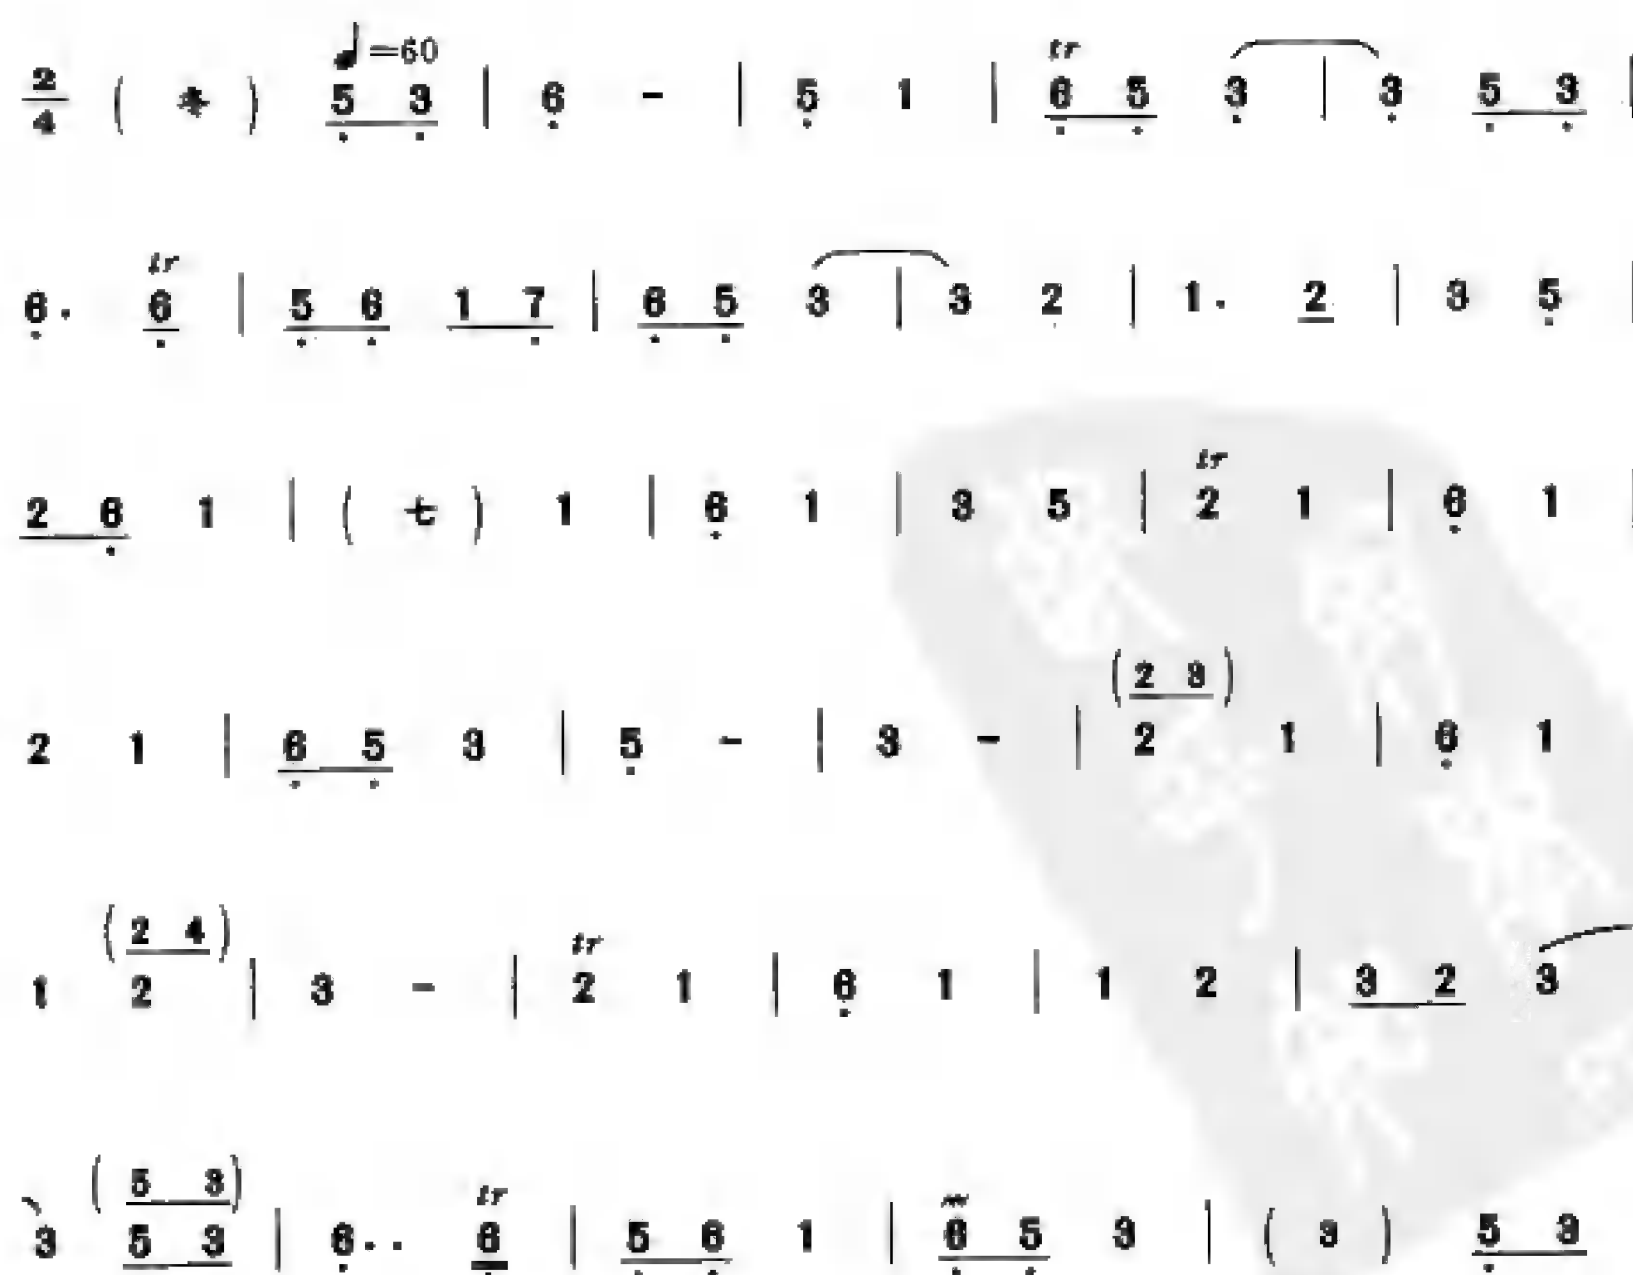 ♩=60
2/4 ( 冬 ) 5 3 | 6 - | 5 1 | tr 6 5 3 | 3 5 3 |
6. tr 6 | 5 6 1 7 | 6 5 3 | 3 2 | 1. 2 | 3 5 |
2 6 1 | ( 七 ) 1 | 6 1 | 3 5 | tr 2 1 | 6 1 |
(2 3)
2 1 | 6 5 3 | 5 - | 3 - | 2 1 | 6 1
(2 4)
1 2 | 3 - | tr 2 1 | 6 1 | 1 2 | 3 2 3
(5 3)
3 5 3 | 6.. tr 6 | 5 6 1 | 6 5 3 | ( 3 ) 5 3